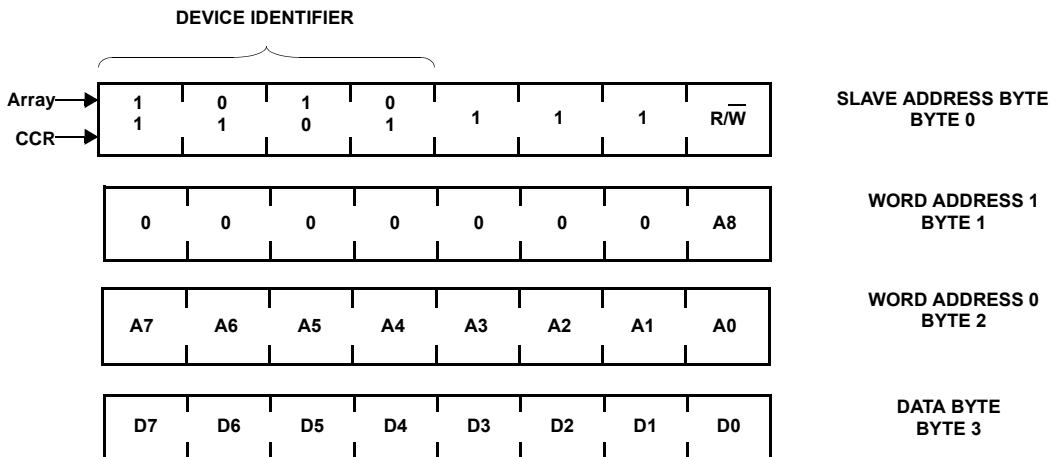 DEVICE IDENTIFIER
Array
CCR
1 0 1 0
1 1 0 1
1 1 1 R/W̅
SLAVE ADDRESS BYTE
BYTE 0
0 0 0 0 0 0 0 A8
WORD ADDRESS 1
BYTE 1
A7 A6 A5 A4 A3 A2 A1 A0
WORD ADDRESS 0
BYTE 2
D7 D6 D5 D4 D3 D2 D1 D0
DATA BYTE
BYTE 3